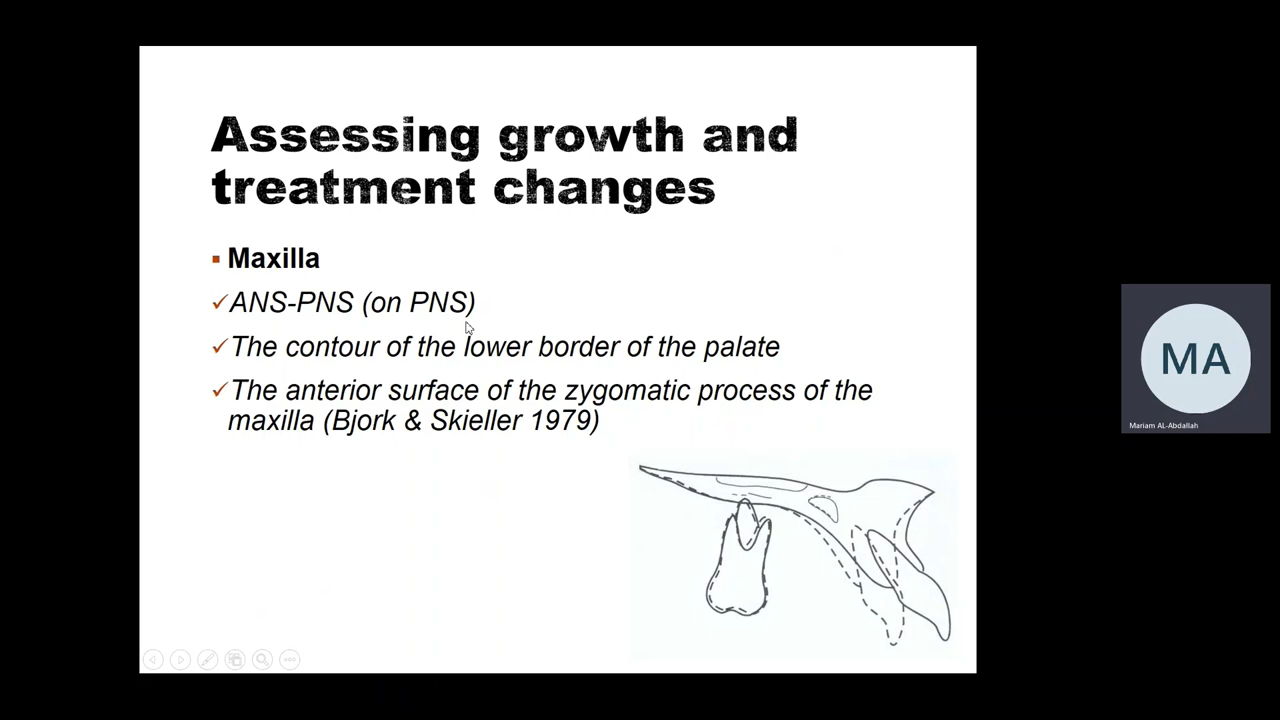 Assessing growth and
treatment changes
Maxilla
ANS-PNS (on PNS)
The contour of the lower border of the palate
The anterior surface of the zygomatic process of the
maxilla (Bjork & Skieller 1979)
MA
Mariam AL-Abdallah